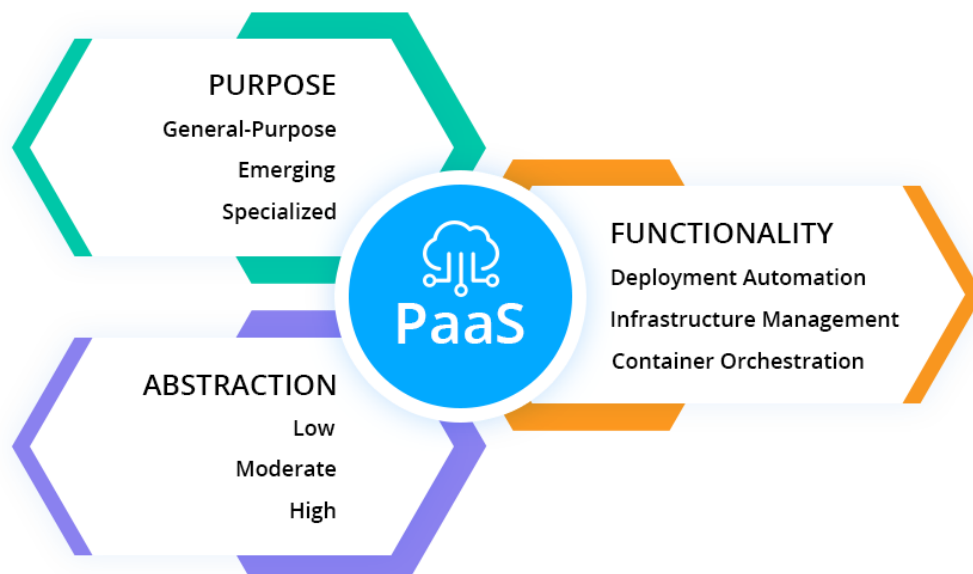 PURPOSE
General-Purpose
Emerging
Specialized
PaaS
FUNCTIONALITY
Deployment Automation
Infrastructure Management
Container Orchestration
ABSTRACTION
Low
Moderate
High